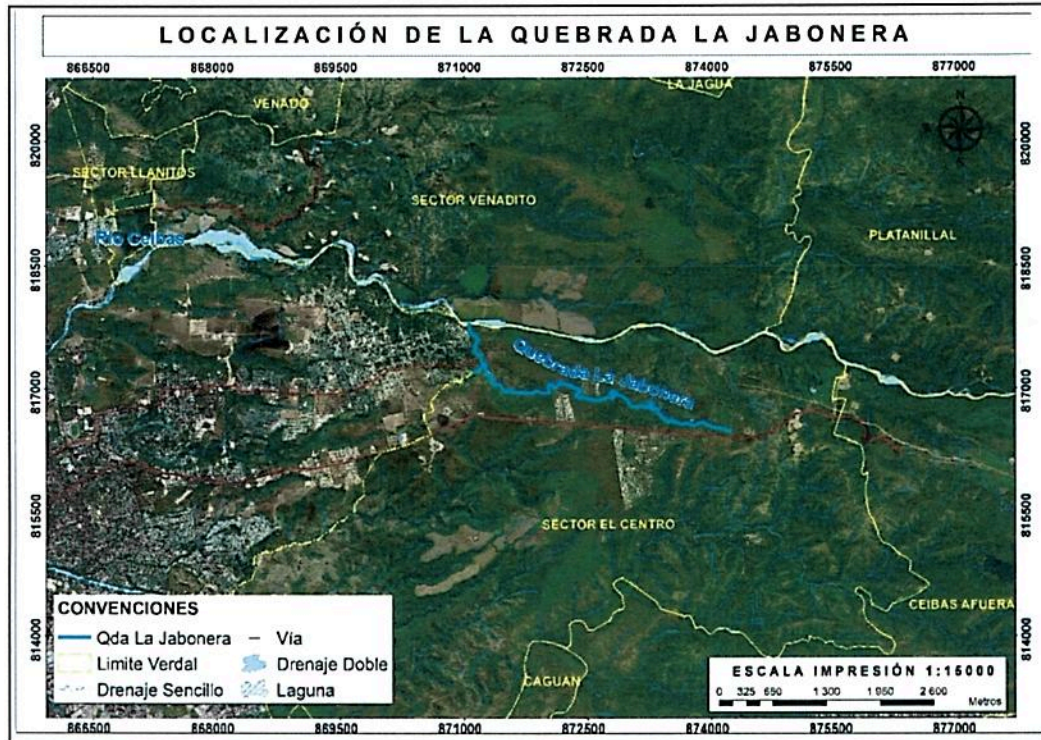 LOCALIZACIÓN DE LA QUEBRADA LA JABONERA
866500 868000 869500 871000 872500 874000 875500 877000
VENADO
LA JAGUA
N
820000
820000
SECTOR LLANITOS
SECTOR VENADITO
Río Ceibas
PLATANILLAL
818500
818500
Quebrada La Jabonera
817000
817000
815500
815500
SECTOR EL CENTRO
CEIBAS AFUERA
CAGUAN
814000
814000
CONVENCIONES
Qda La Jabonera
Vía
Limite Verdal
Drenaje Doble
Drenaje Sencillo
Laguna
ESCALA IMPRESIÓN 1:15000
0 325 650 1 300 1 950 2 600
Metros
866500 868000 869500 871000 872500 874000 875500 877000